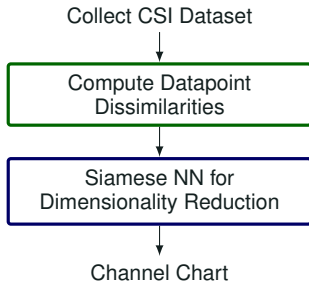 Collect CSI Dataset
Compute Datapoint
Dissimilarities
Siamese NN for
Dimensionality Reduction
Channel Chart